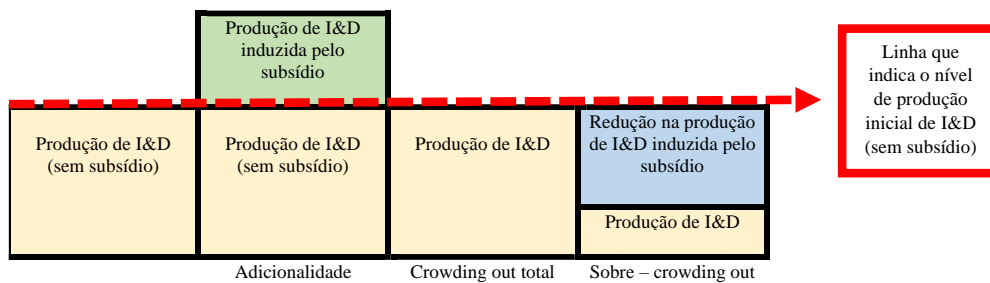 Produção de I&D
induzida pelo
subsídio
Linha que
indica o nível
de produção
inicial de I&D
(sem subsídio)
Produção de I&D
(sem subsídio)
Produção de I&D
(sem subsídio)
Produção de I&D
Redução na produção
de I&D induzida pelo
subsídio
Produção de I&D
Adicionalidade
Crowding out total
Sobre – crowding out